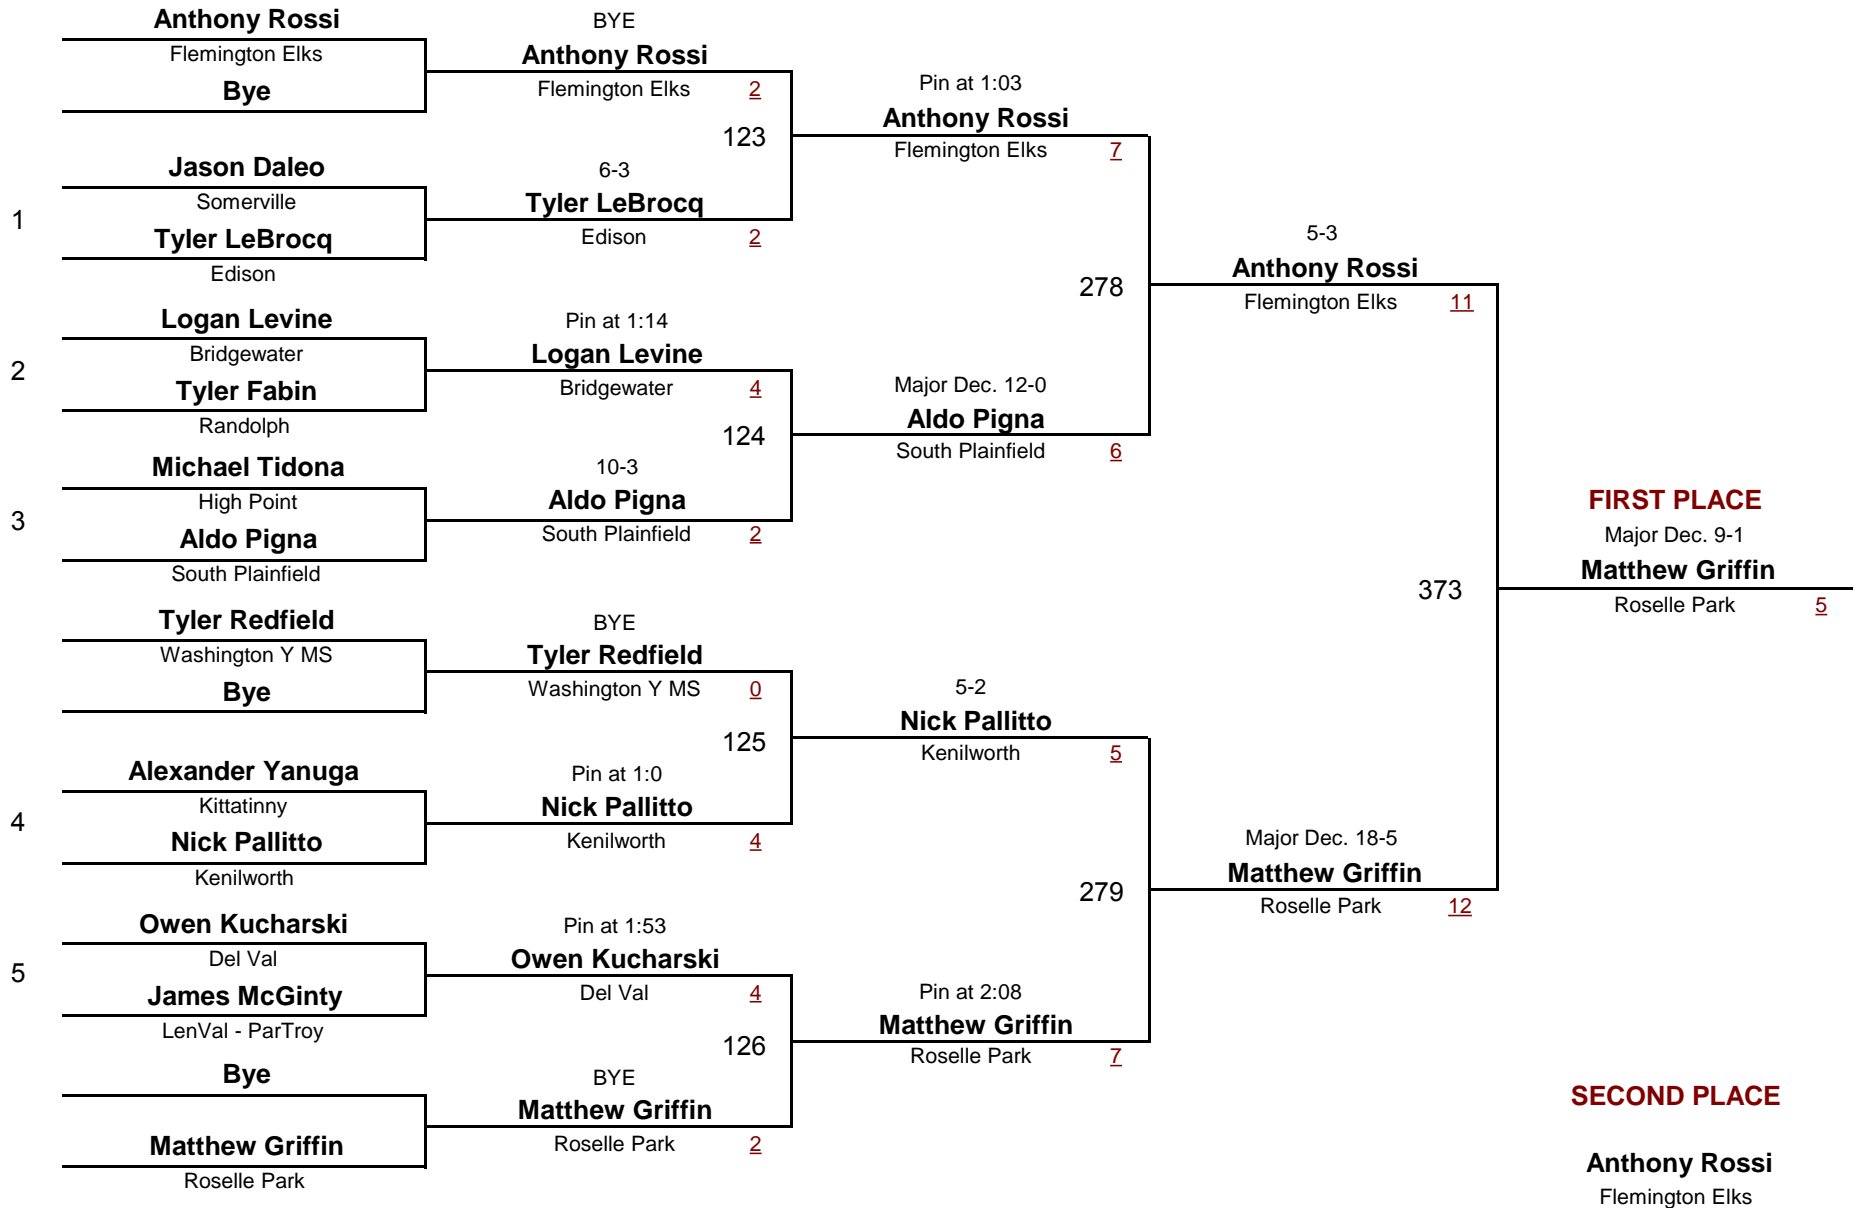 Anthony Rossi
Flemington Elks
Bye
1
Jason Daleo
Somerville
Tyler LeBrocq
Edison
2
Logan Levine
Bridgewater
Tyler Fabin
Randolph
3
Michael Tidona
High Point
Aldo Pigna
South Plainfield
Tyler Redfield
Washington Y MS
Bye
4
Alexander Yanuga
Kittatinny
Nick Pallitto
Kenilworth
5
Owen Kucharski
Del Val
James McGinty
LenVal - ParTroy
Bye
Matthew Griffin
Roselle Park
BYE
Anthony Rossi
Flemington Elks 2
123
6-3
Tyler LeBrocq
Edison 2
Pin at 1:14
Logan Levine
Bridgewater 4
124
10-3
Aldo Pigna
South Plainfield 2
BYE
Tyler Redfield
Washington Y MS 0
125
Pin at 1:0
Nick Pallitto
Kenilworth 4
Pin at 1:53
Owen Kucharski
Del Val 4
126
BYE
Matthew Griffin
Roselle Park 2
Pin at 1:03
Anthony Rossi
Flemington Elks 7
278
Major Dec. 12-0
Aldo Pigna
South Plainfield 6
5-2
Nick Pallitto
Kenilworth 5
279
Pin at 2:08
Matthew Griffin
Roselle Park 7
5-3
Anthony Rossi
Flemington Elks 11
373
Major Dec. 18-5
Matthew Griffin
Roselle Park 12
FIRST PLACE
Major Dec. 9-1
Matthew Griffin
Roselle Park 5
SECOND PLACE
Anthony Rossi
Flemington Elks